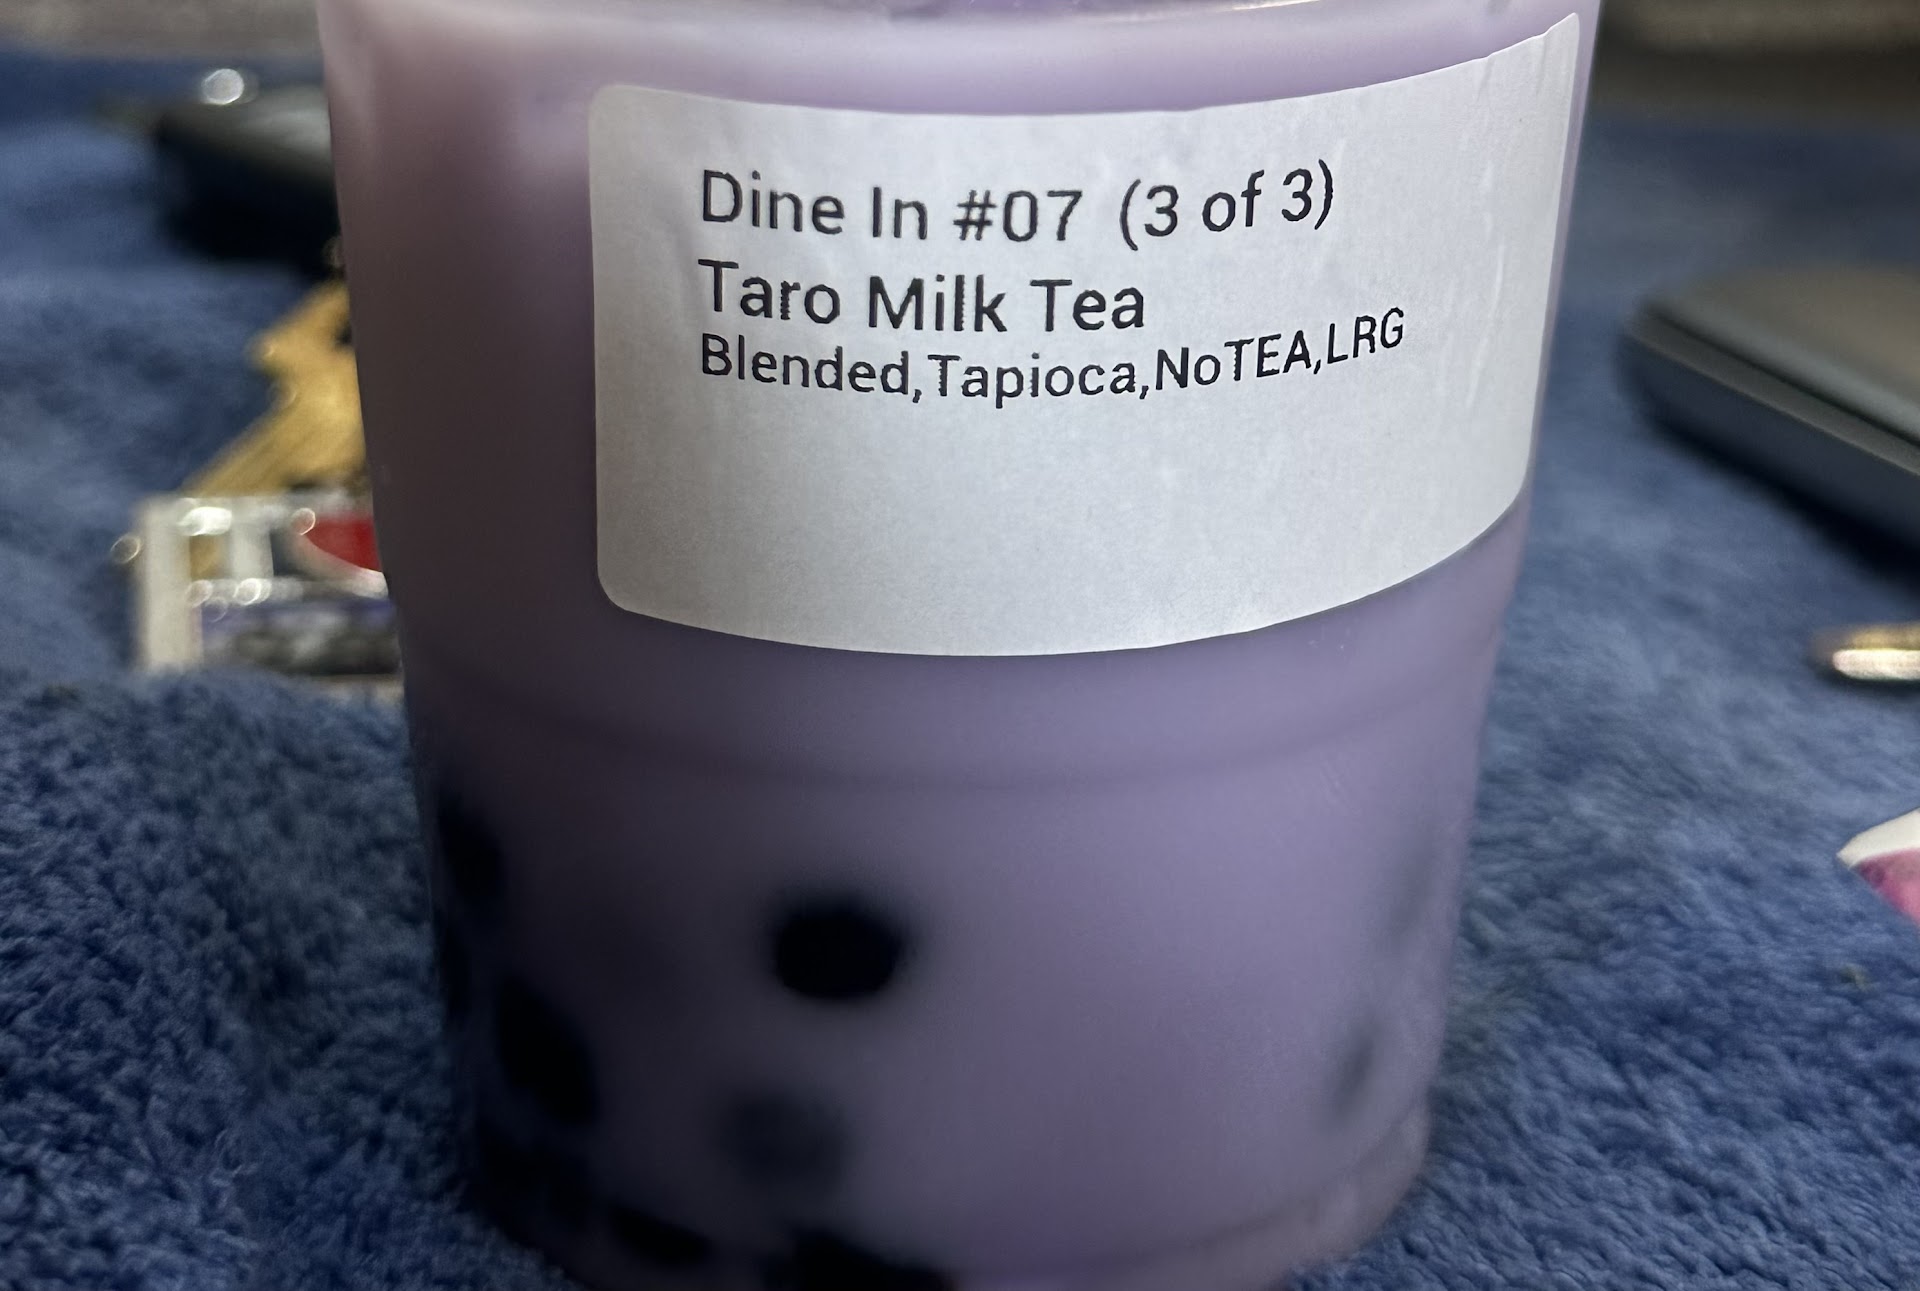 Dine In #07 (3 of 3)
Taro Milk Tea
Blended,Tapioca,NoTEA,LRG